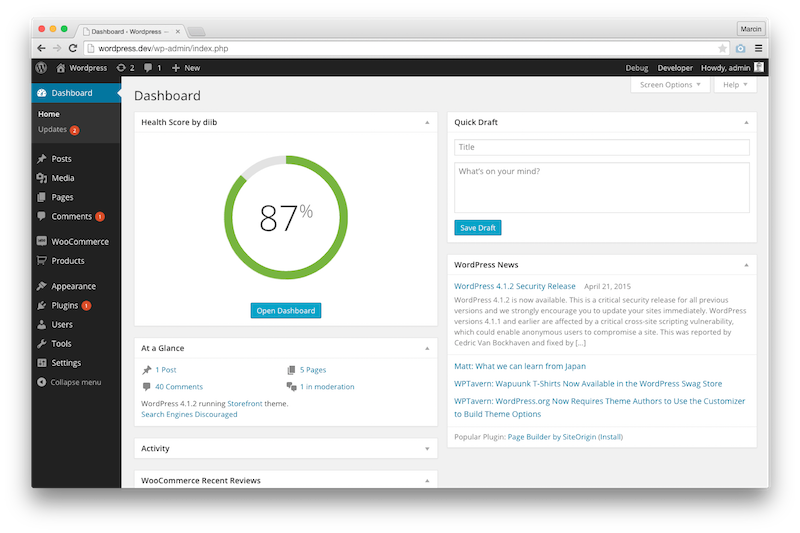 Dashboard ‹ Wordpress —
Marcin
wordpress.dev/wp-admin/index.php
Wordpress 2 1 New
Debug Developer Howdy, admin
Dashboard
Home
Updates 2
Posts
Media
Pages
Comments 1
WooCommerce
Products
Appearance
Plugins 1
Users
Tools
Settings
Collapse menu
Screen Options Help
Dashboard
Health Score by diib
87%
Open Dashboard
At a Glance
1 Post
5 Pages
40 Comments
1 in moderation
WordPress 4.1.2 running Storefront theme.
Search Engines Discouraged
Activity
WooCommerce Recent Reviews
Quick Draft
Title
What's on your mind?
Save Draft
WordPress News
WordPress 4.1.2 Security Release April 21, 2015
WordPress 4.1.2 is now available. This is a critical security release for all previous
versions and we strongly encourage you to update your sites immediately. WordPress
versions 4.1.1 and earlier are affected by a critical cross-site scripting vulnerability,
which could enable anonymous users to compromise a site. This was reported by
Cedric Van Bockhaven and fixed by […]
Matt: What we can learn from Japan
WPTavern: Wapuunk T-Shirts Now Available in the WordPress Swag Store
WPTavern: WordPress.org Now Requires Theme Authors to Use the Customizer
to Build Theme Options
Popular Plugin: Page Builder by SiteOrigin (Install)